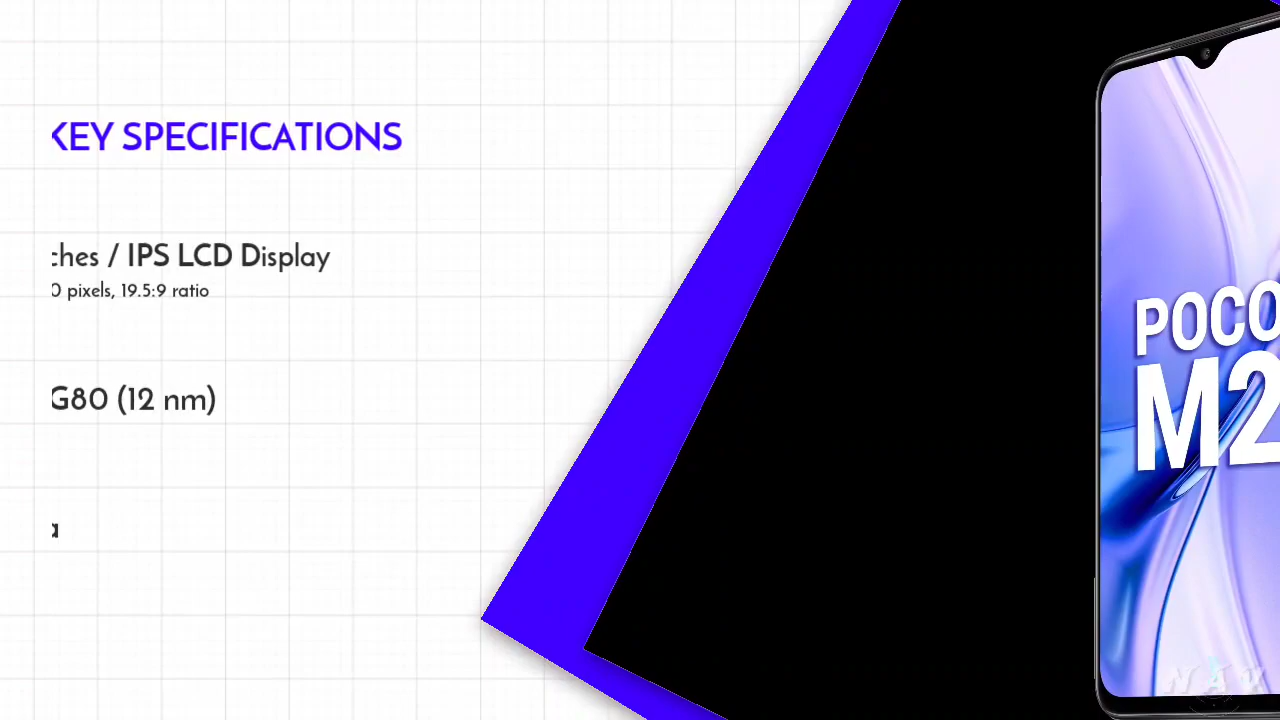 KEY SPECIFICATIONS
ches / IPS LCD Display
0 pixels, 19.5:9 ratio
G80 (12 nm)
a
POCO
M2